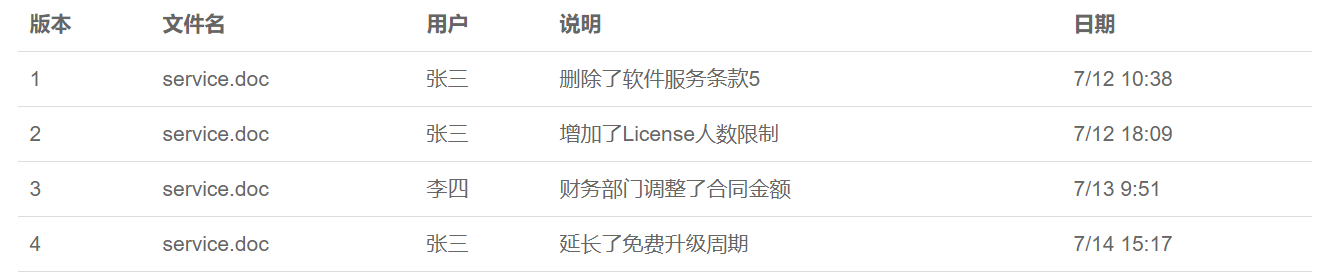 版本 文件名 用户 说明 日期
1 service.doc 张三 删除了软件服务条款5 7/12 10:38
2 service.doc 张三 增加了License人数限制 7/12 18:09
3 service.doc 李四 财务部门调整了合同金额 7/13 9:51
4 service.doc 张三 延长了免费升级周期 7/14 15:17